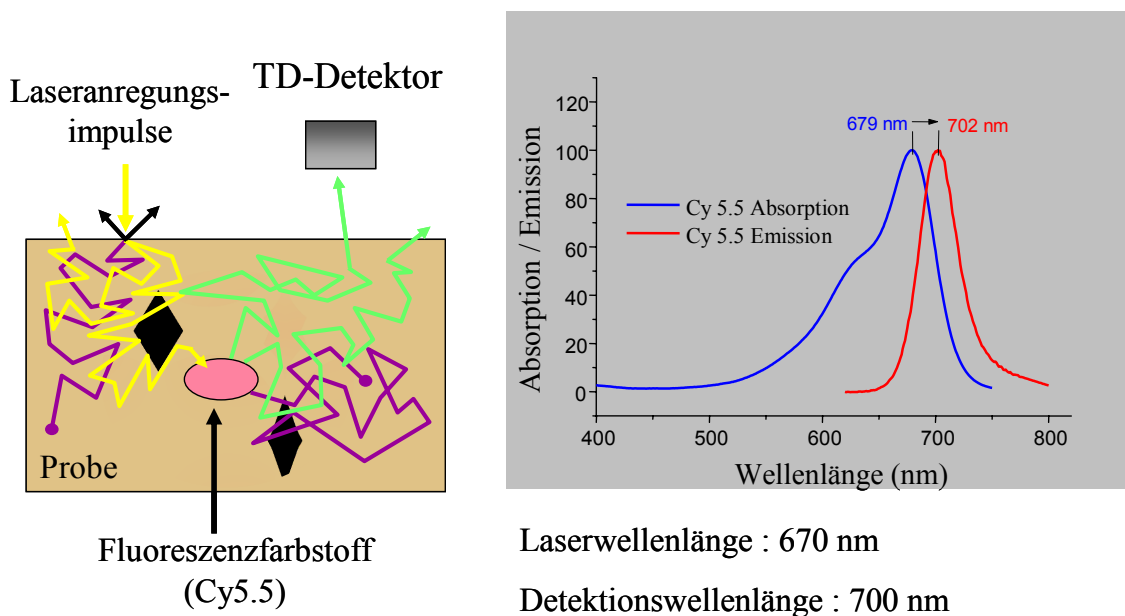 Laseranregungs-
impulse
TD-Detektor
Probe
Fluoreszenzfarbstoff
(Cy5.5)
Absorption / Emission
120
100
80
60
40
20
0
679 nm
702 nm
Cy 5.5 Absorption
Cy 5.5 Emission
400 500 600 700 800
Wellenlänge (nm)
Laserwellenlänge : 670 nm
Detektionswellenlänge : 700 nm